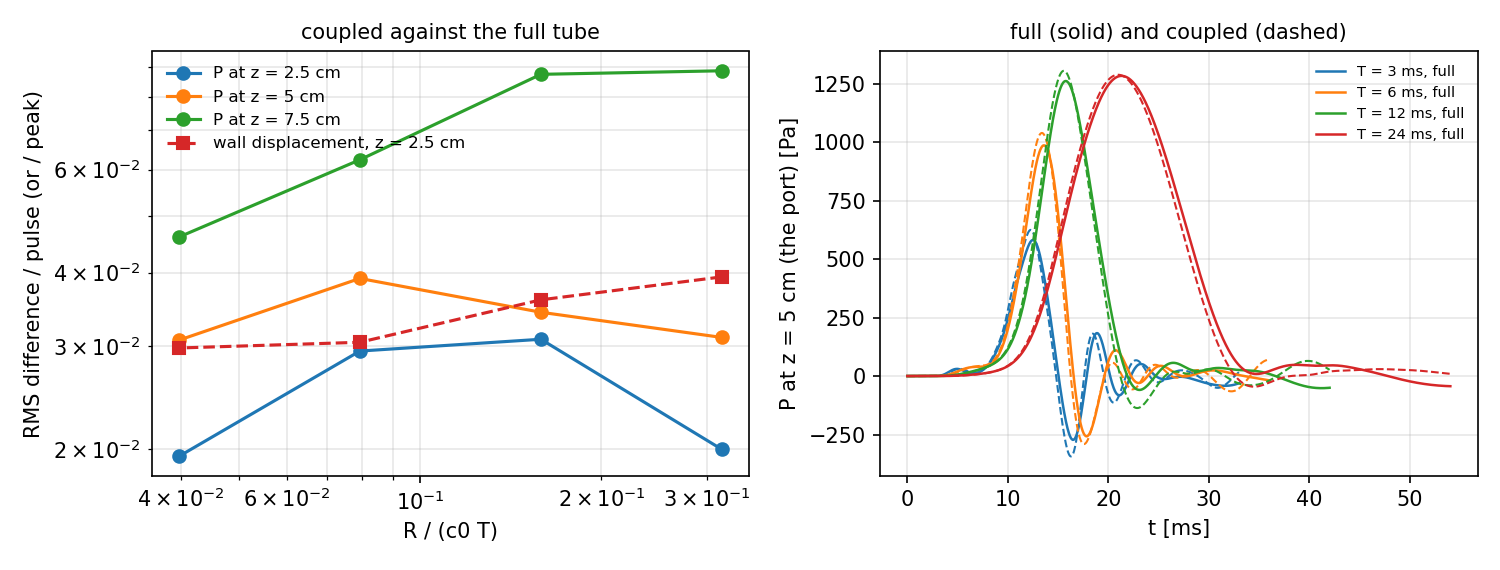 coupled against the full tube
RMS difference / pulse (or / peak)
6 × 10⁻²
4 × 10⁻²
3 × 10⁻²
2 × 10⁻²
P at z = 2.5 cm
P at z = 5 cm
P at z = 7.5 cm
wall displacement, z = 2.5 cm
4 × 10⁻² 6 × 10⁻² 10⁻¹ 2 × 10⁻¹ 3 × 10⁻¹
R / (c0 T)
full (solid) and coupled (dashed)
P at z = 5 cm (the port) [Pa]
1250
1000
750
500
250
0
−250
T = 3 ms, full
T = 6 ms, full
T = 12 ms, full
T = 24 ms, full
0 10 20 30 40 50
t [ms]